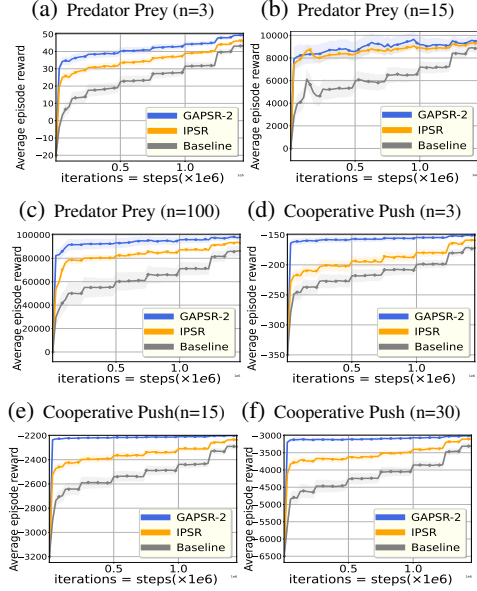 (a) Predator Prey (n=3)
Average episode reward
50
40
30
20
10
0
−10
−20
GAPSR-2
IPSR
Baseline
0.5
1.0
iterations = steps(×1e6)
(b) Predator Prey (n=15)
Average episode reward
10000
8000
6000
4000
2000
0
GAPSR-2
IPSR
Baseline
0.5
1.0
iterations = steps(×1e6)
(c) Predator Prey (n=100)
Average episode reward
100000
80000
60000
40000
20000
0
GAPSR-2
IPSR
Baseline
0.5
1.0
iterations = steps(×1e6)
1e6
(d) Cooperative Push (n=3)
Average episode reward
−150
−200
−250
−300
−350
GAPSR-2
IPSR
Baseline
0.5
1.0
iterations = steps(×1e6)
1e6
(e) Cooperative Push(n=15)
Average episode reward
−2200
−2400
−2600
−2800
−3000
−3200
GAPSR-2
IPSR
Baseline
0.5
1.0
iterations = steps(×1e6)
1e6
(f) Cooperative Push (n=30)
Average episode reward
−3000
−3500
−4000
−4500
−5000
−5500
−6000
−6500
GAPSR-2
IPSR
Baseline
0.5
1.0
iterations = steps(×1e6)
1e6